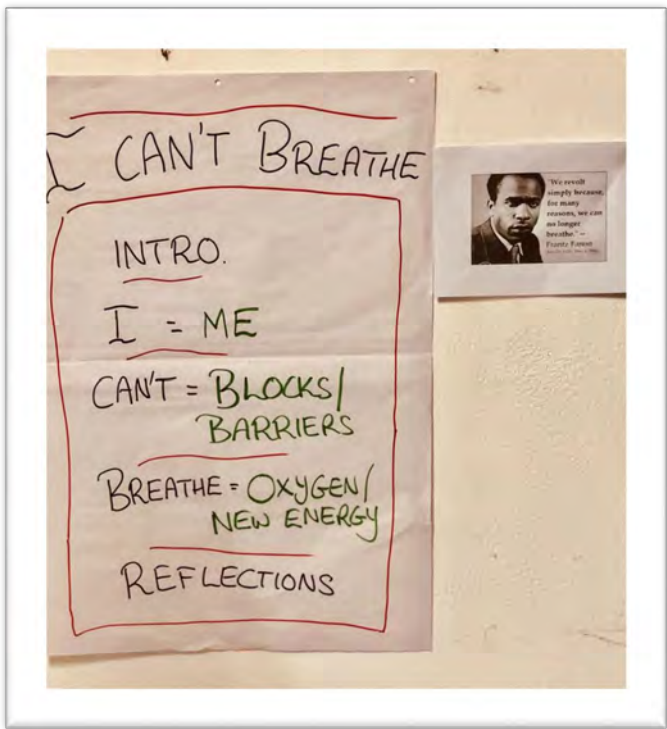 I CAN'T BREATHE
INTRO.
I = ME
CAN'T = BLOCKS/
BARRIERS
BREATHE = OXYGEN/
NEW ENERGY
REFLECTIONS
"We revolt
simply because,
for many
reasons, we can
no longer
breathe." –
Frantz Fanon